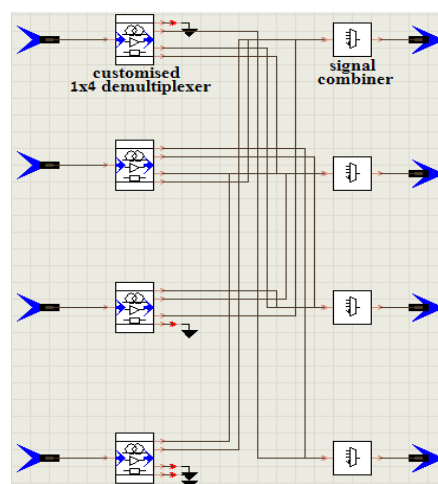 customised
1x4 demultiplexer
signal
combiner